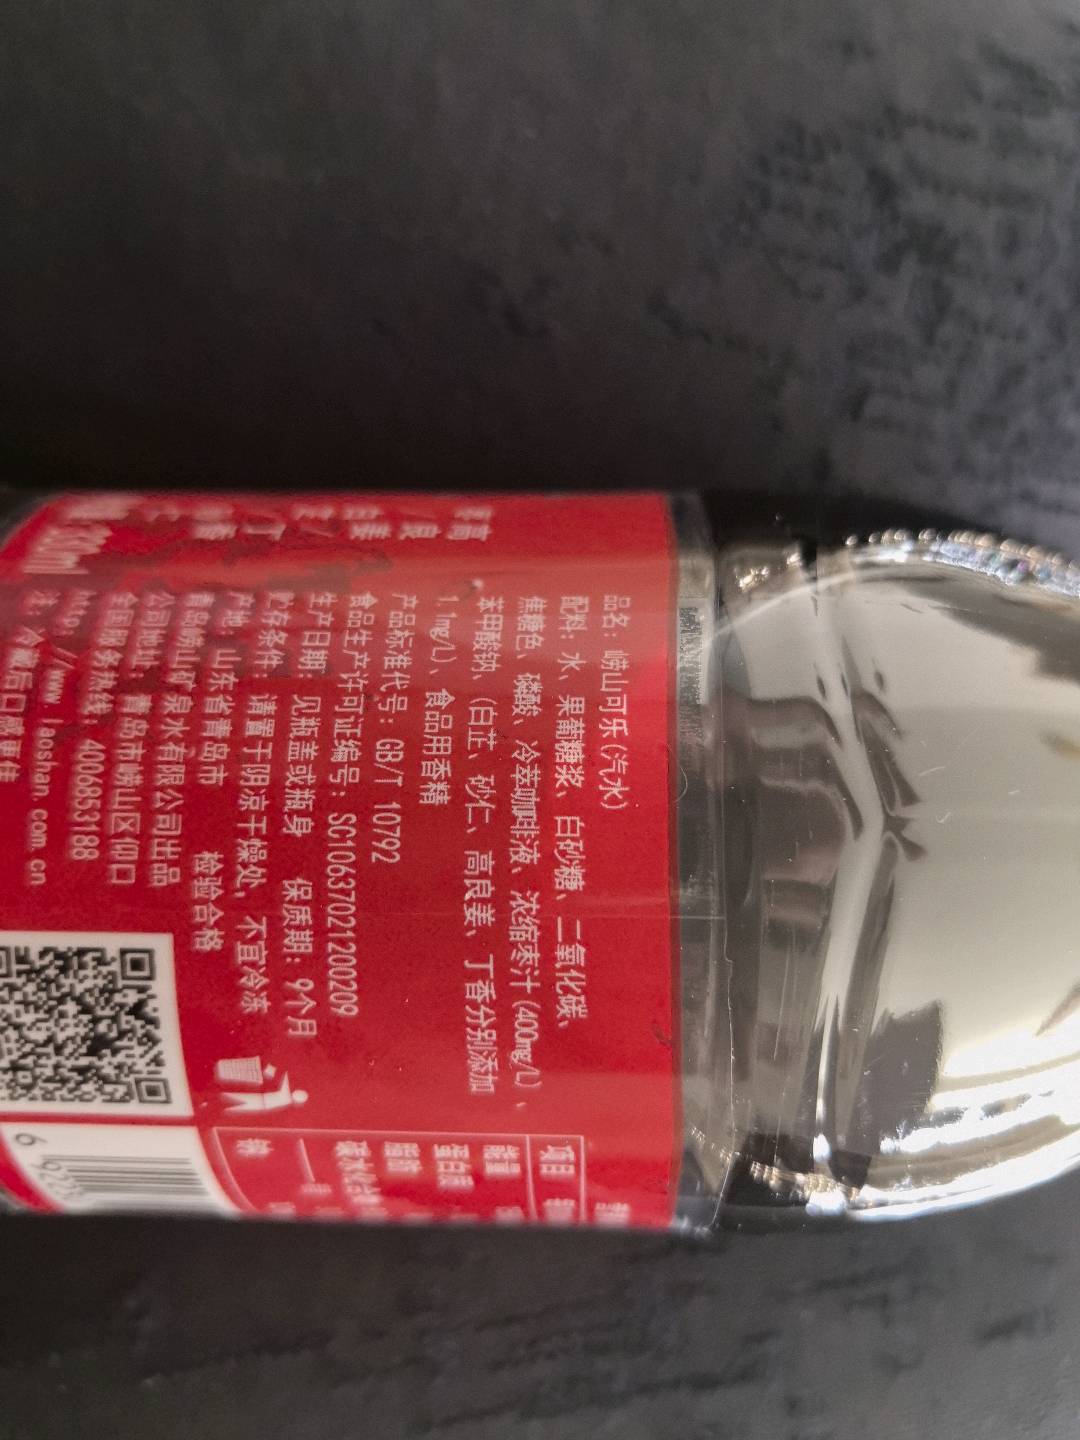 品名：崂山可乐(汽水)
配料：水、果葡糖浆、白砂糖、二氧化碳、
焦糖色、磷酸、冷萃咖啡液、浓缩枣汁(400mg/L)、
苯甲酸钠、(白芷、砂仁、高良姜、丁香分别添加
1.1mg/L)、食品用香精
产品标准代号：GB/T 10792
食品生产许可证编号：SC10637021200209
生产日期：见瓶盖或瓶身 保质期：9个月
贮存条件：请置于阴凉干燥处，不宜冷冻
产地：山东省青岛市 检验合格
青岛崂山矿泉水有限公司出品
公司地址：青岛市崂山区仰口
全国服务热线：4006853188
http://www.laoshan.com.cn
注：冷藏后口感更佳
高
良
姜
白
芷
丁
香
项目
能量
蛋白质
脂肪
碳水化合物
钠
6 922